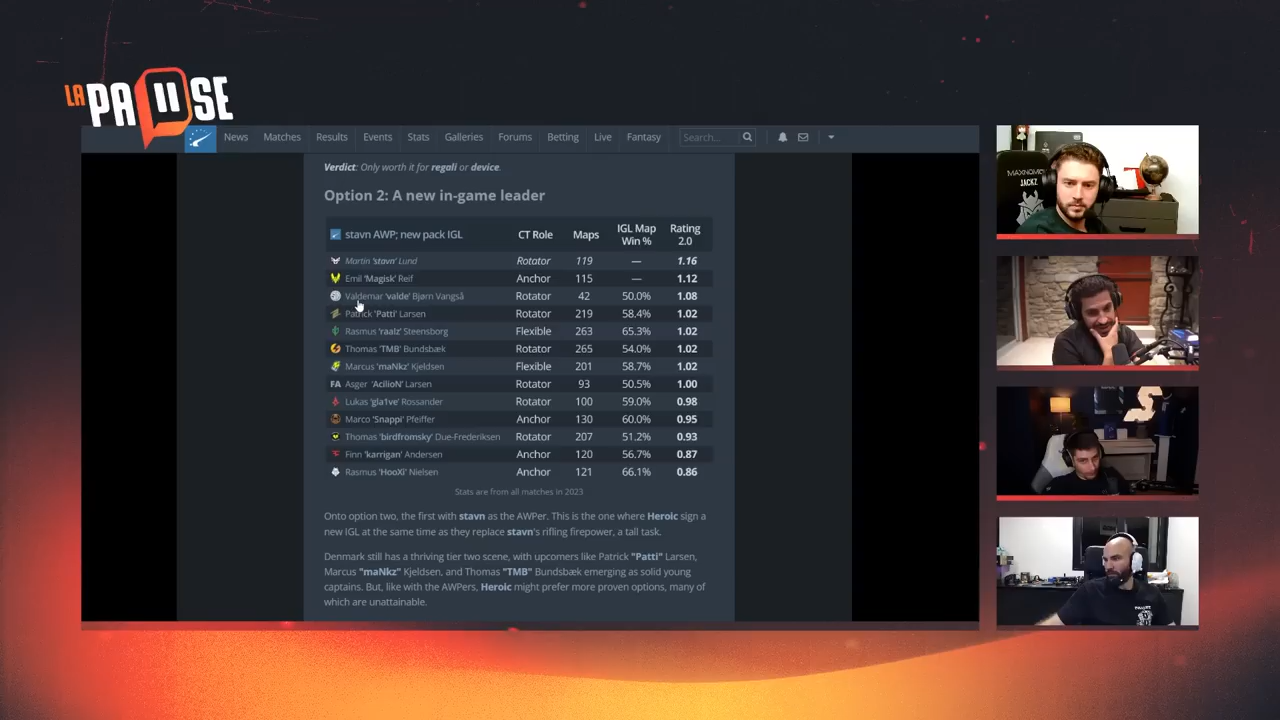 LA PAUSE
News Matches Results Events Stats Galleries Forums Betting Live Fantasy Search...
Verdict: Only worth it for regali or device.
Option 2: A new in-game leader
stavn AWP; new pack IGL CT Role Maps IGL Map Win % Rating 2.0
Martin 'stavn' Lund Rotator 119 — 1.16
Emil 'Magisk' Reif Anchor 115 — 1.12
Valdemar 'valde' Bjørn Vangså Rotator 42 50.0% 1.08
Patrick 'Patti' Larsen Rotator 219 58.4% 1.02
Rasmus 'raalz' Steensborg Flexible 263 65.3% 1.02
Thomas 'TMB' Bundsbæk Rotator 265 54.0% 1.02
Marcus 'maNkz' Kjeldsen Flexible 201 58.7% 1.02
FA Asger 'AcilioN' Larsen Rotator 93 50.5% 1.00
Lukas 'gla1ve' Rossander Rotator 100 59.0% 0.98
Marco 'Snappi' Pfeiffer Anchor 130 60.0% 0.95
Thomas 'birdfromsky' Due-Frederiksen Rotator 207 51.2% 0.93
Finn 'karrigan' Andersen Anchor 120 56.7% 0.87
Rasmus 'HooXi' Nielsen Anchor 121 66.1% 0.86
Stats are from all matches in 2023
Onto option two, the first with stavn as the AWPer. This is the one where Heroic sign a
new IGL at the same time as they replace stavn's rifling firepower, a tall task.
Denmark still has a thriving tier two scene, with upcomers like Patrick "Patti" Larsen,
Marcus "maNkz" Kjeldsen, and Thomas "TMB" Bundsbæk emerging as solid young
captains. But, like with the AWPers, Heroic might prefer more proven options, many of
which are unattainable.
MAXNOMIC
JACKZ